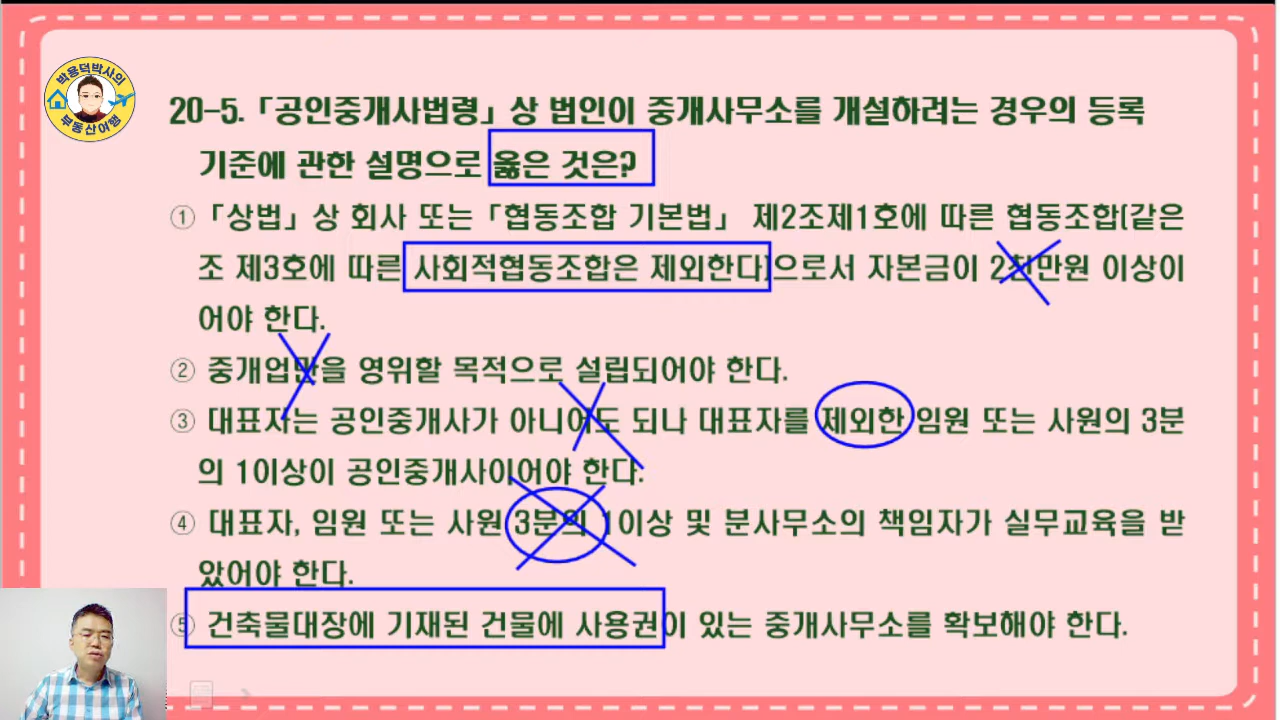 박용덕박사의
부동산여행
20-5. 「공인중개사법령」상 법인이 중개사무소를 개설하려는 경우의 등록
기준에 관한 설명으로 옳은 것은?
① 「상법」상 회사 또는 「협동조합 기본법」 제2조제1호에 따른 협동조합(같은
조 제3호에 따른 사회적협동조합은 제외한다)으로서 자본금이 2천만원 이상이
어야 한다.
② 중개업만을 영위할 목적으로 설립되어야 한다.
③ 대표자는 공인중개사가 아니어도 되나 대표자를 제외한 임원 또는 사원의 3분
의 1이상이 공인중개사이어야 한다.
④ 대표자, 임원 또는 사원 3분의 1이상 및 분사무소의 책임자가 실무교육을 받
았어야 한다.
⑤ 건축물대장에 기재된 건물에 사용권이 있는 중개사무소를 확보해야 한다.